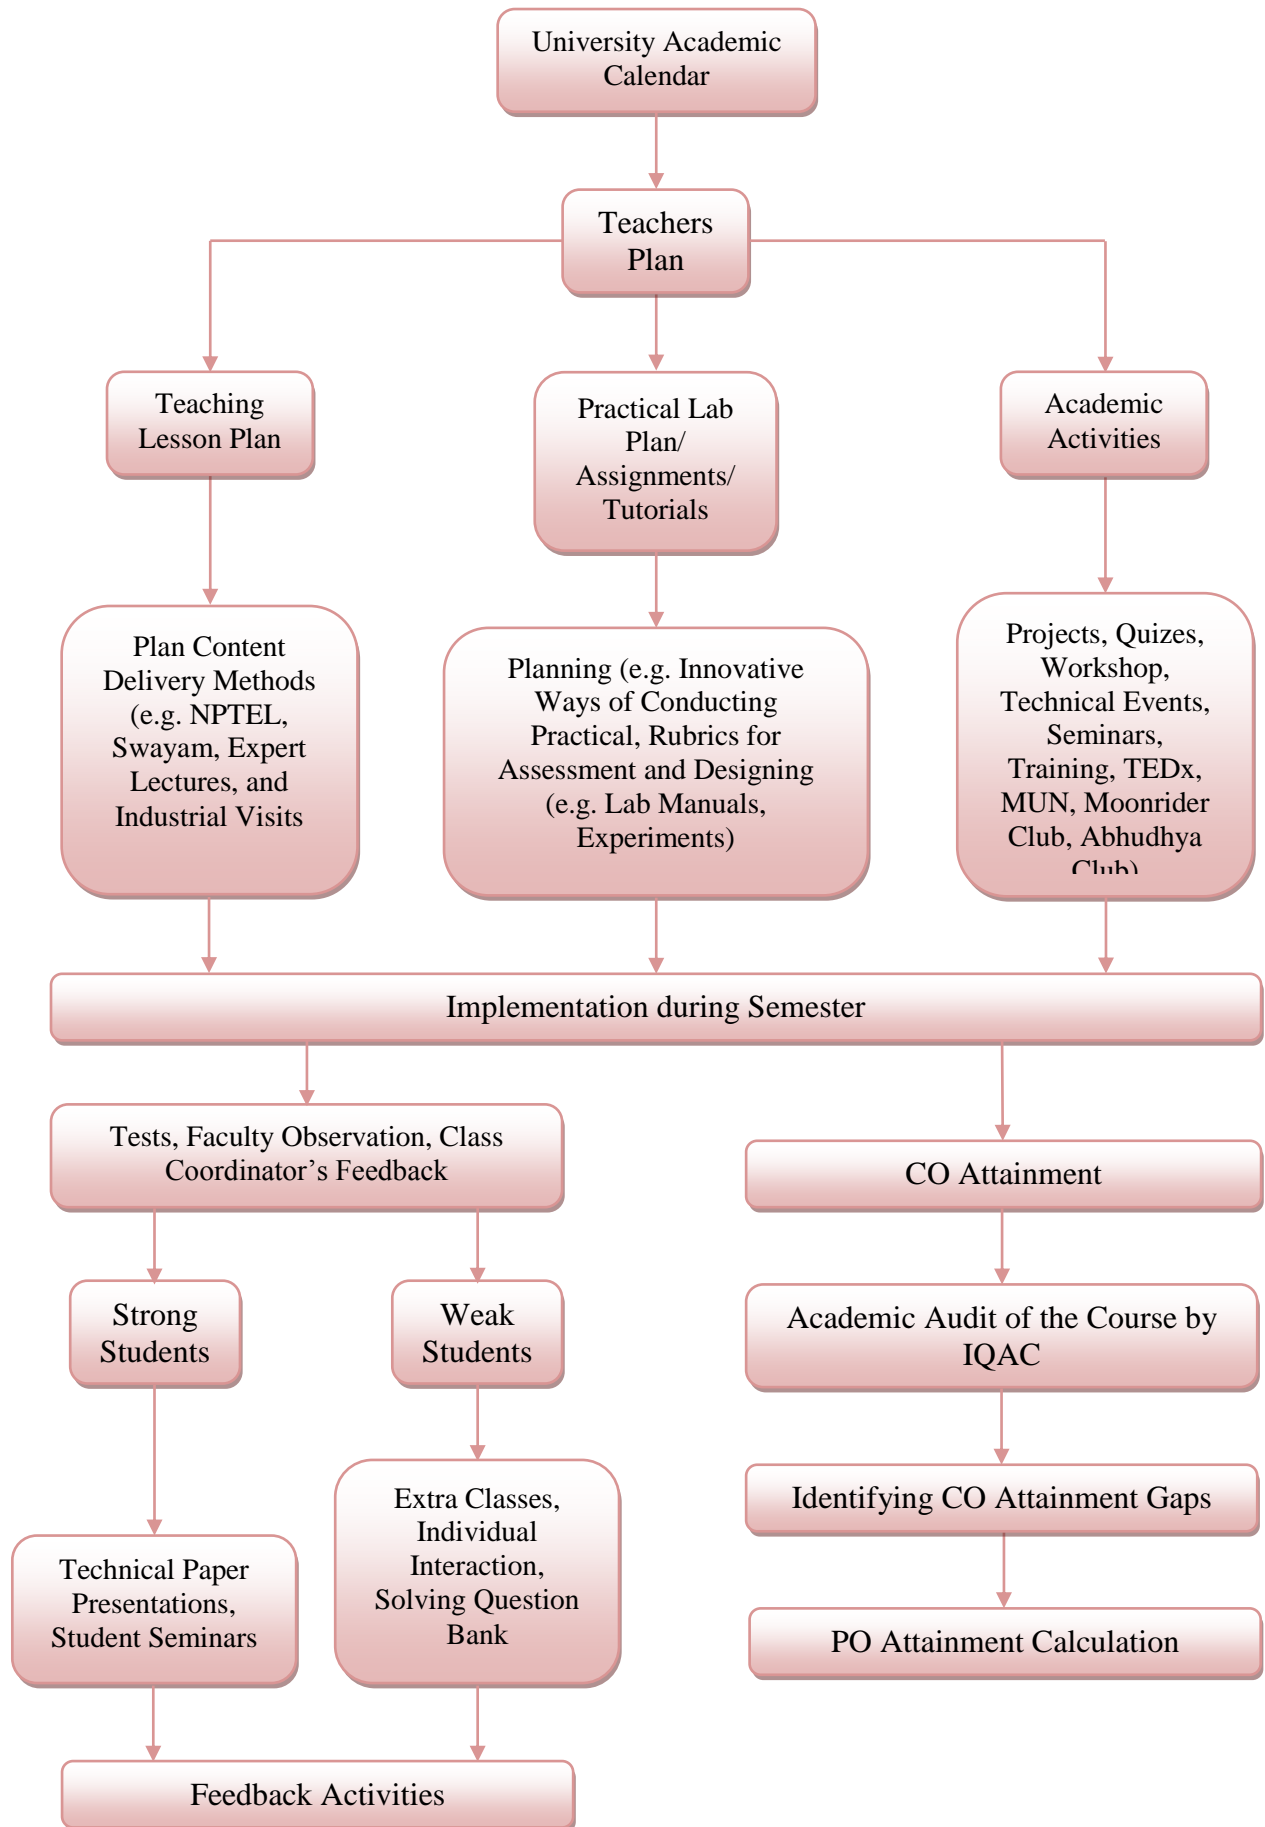 University Academic
Calendar
Teachers
Plan
Teaching
Lesson Plan
Practical Lab
Plan/
Assignments/
Tutorials
Academic
Activities
Plan Content
Delivery Methods
(e.g. NPTEL,
Swayam, Expert
Lectures, and
Industrial Visits
Planning (e.g. Innovative
Ways of Conducting
Practical, Rubrics for
Assessment and Designing
(e.g. Lab Manuals,
Experiments)
Projects, Quizes,
Workshop,
Technical Events,
Seminars,
Training, TEDx,
MUN, Moonrider
Club, Abhudhya
Club)
Implementation during Semester
Tests, Faculty Observation, Class
Coordinator’s Feedback
CO Attainment
Strong
Students
Weak
Students
Academic Audit of the Course by
IQAC
Extra Classes,
Individual
Interaction,
Solving Question
Bank
Identifying CO Attainment Gaps
Technical Paper
Presentations,
Student Seminars
PO Attainment Calculation
Feedback Activities